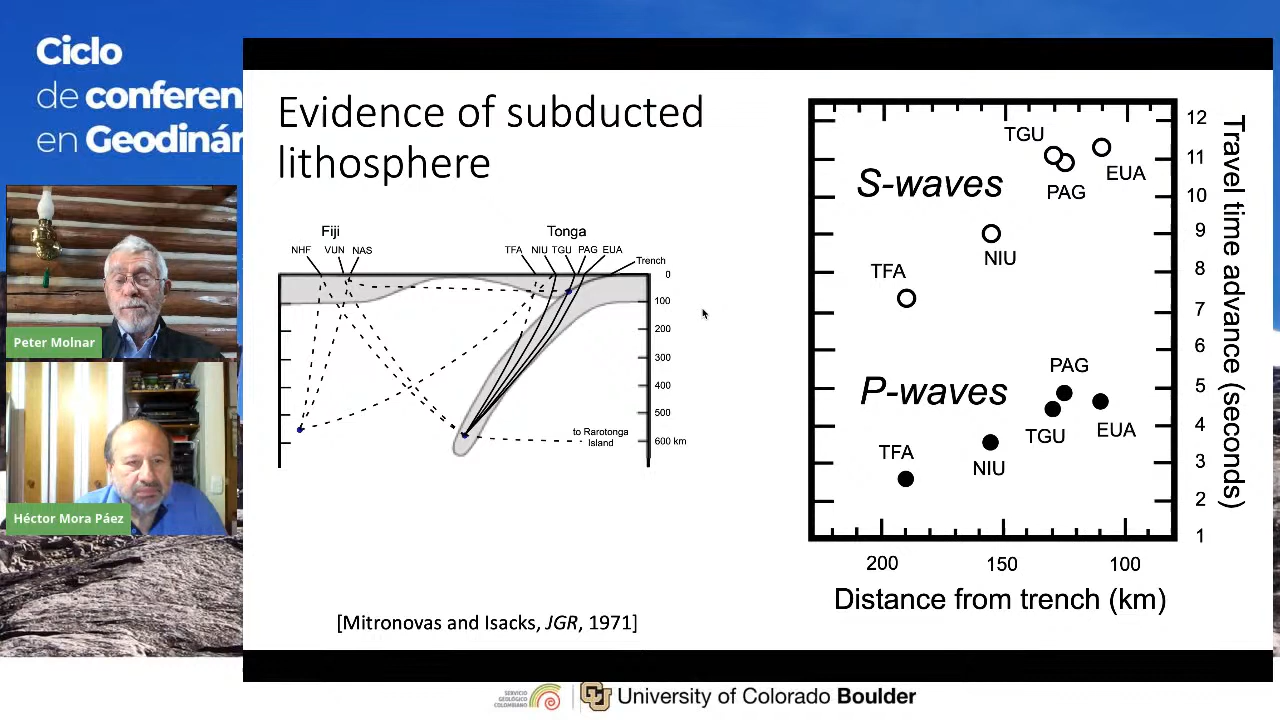 Ciclo
de conferen
en Geodinár
Peter Molnar
Héctor Mora Páez
Evidence of subducted
lithosphere
Fiji
Tonga
NHF VUN NAS
TFA NIU TGU PAG EUA
Trench
0
100
200
300
400
500
600 km
to Rarotonga
Island
[Mitronovas and Isacks, JGR, 1971]
S-waves
TGU
PAG
EUA
NIU
TFA
P-waves
PAG
TGU
EUA
TFA
NIU
12
11
10
9
8
7
6
5
4
3
2
1
Travel time advance (seconds)
200 150 100
Distance from trench (km)
SERVICIO
GEOLÓGICO
COLOMBIANO
CU
University of Colorado Boulder